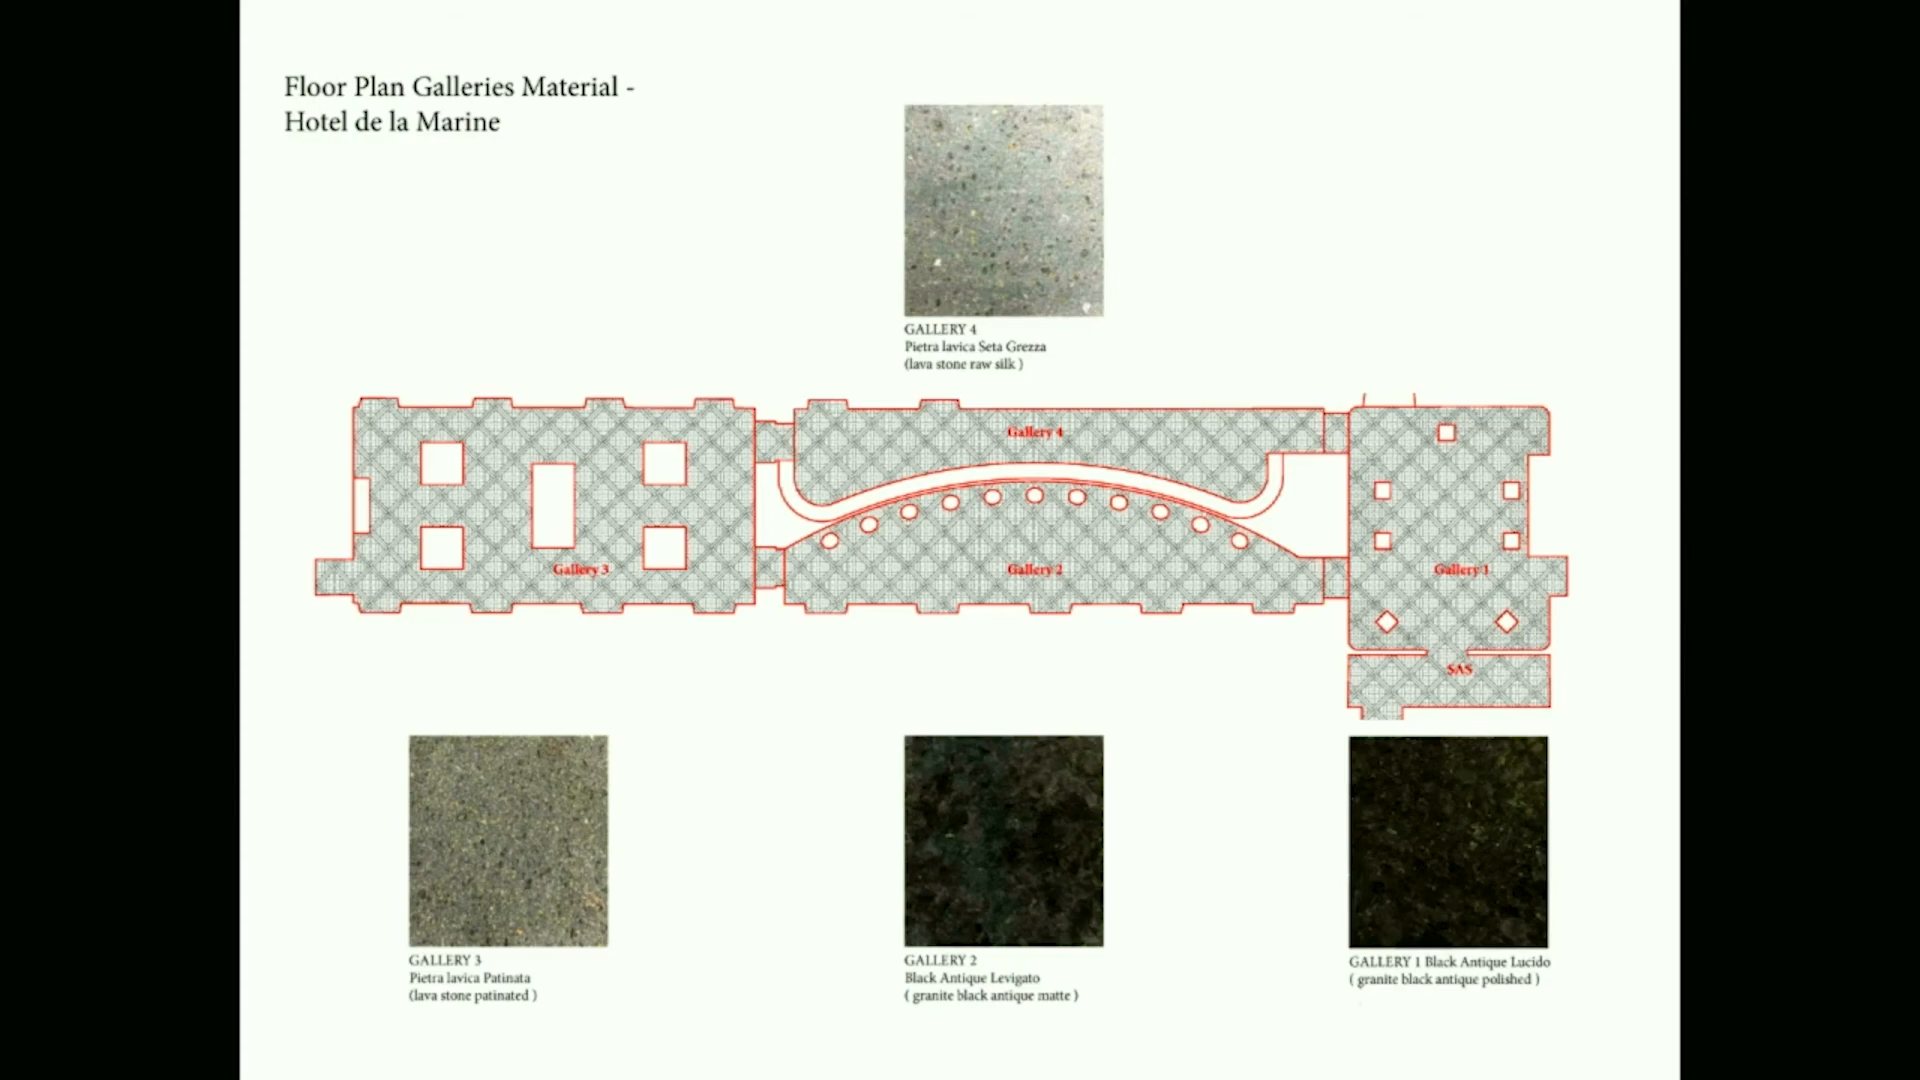 Floor Plan Galleries Material -
Hotel de la Marine
GALLERY 4
Pietra lavica Seta Grezza
(lava stone raw silk )
Gallery 4
Gallery 3
Gallery 2
Gallery 1
SAS
GALLERY 3
Pietra lavica Patinata
(lava stone patinated )
GALLERY 2
Black Antique Levigato
( granite black antique matte )
GALLERY 1 Black Antique Lucido
( granite black antique polished )